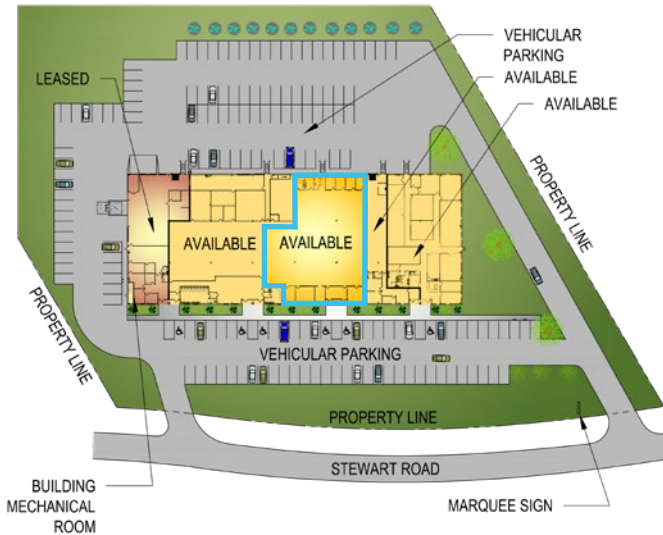 VEHICULAR
PARKING
LEASED
AVAILABLE
AVAILABLE
AVAILABLE
AVAILABLE
PROPERTY LINE
PROPERTY LINE
VEHICULAR PARKING
PROPERTY LINE
STEWART ROAD
BUILDING
MECHANICAL
ROOM
MARQUEE SIGN